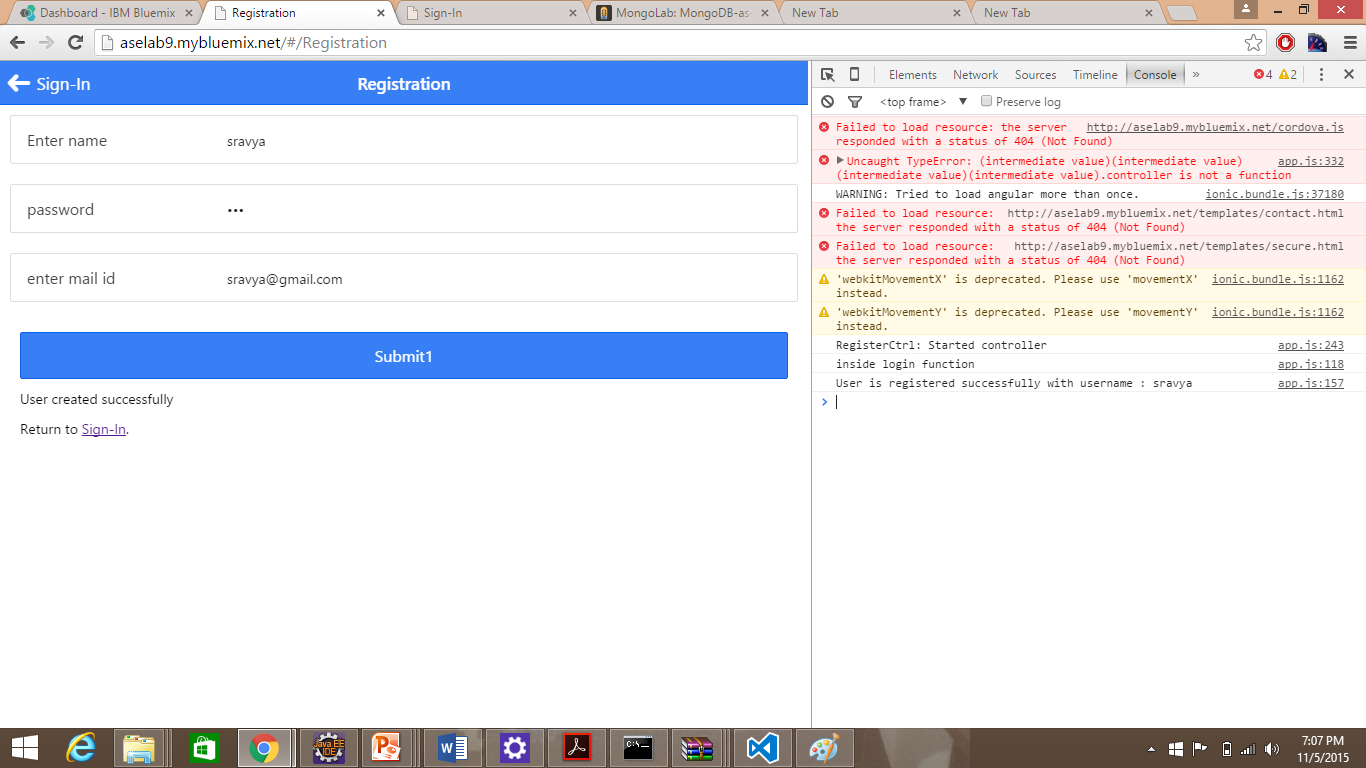 Dashboard - IBM Bluemix
Registration
Sign-In
MongoLab: MongoDB-as-
New Tab
New Tab
aselab9.mybluemix.net/#/Registration
Sign-In
Registration
Enter name
sravya
password
•••
enter mail id
sravya@gmail.com
Submit1
User created successfully
Return to Sign-In.
Elements
Network
Sources
Timeline
Console
»
4
2
<top frame>
Preserve log
Failed to load resource: the server http://aselab9.mybluemix.net/cordova.js
responded with a status of 404 (Not Found)
Uncaught TypeError: (intermediate value)(intermediate value) app.js:332
(intermediate value)(intermediate value).controller is not a function
WARNING: Tried to load angular more than once. ionic.bundle.js:37180
Failed to load resource: http://aselab9.mybluemix.net/templates/contact.html
the server responded with a status of 404 (Not Found)
Failed to load resource: http://aselab9.mybluemix.net/templates/secure.html
the server responded with a status of 404 (Not Found)
'webkitMovementX' is deprecated. Please use 'movementX' ionic.bundle.js:1162
instead.
'webkitMovementY' is deprecated. Please use 'movementY' ionic.bundle.js:1162
instead.
RegisterCtrl: Started controller app.js:243
inside login function app.js:118
User is registered successfully with username : sravya app.js:157
Java EE
IDE
C:\_
7:07 PM
11/5/2015